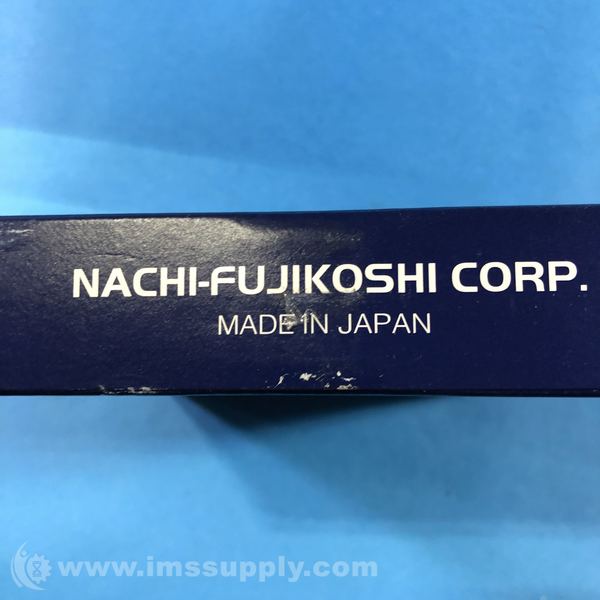 NACHI-FUJIKOSHI CORP.
MADE IN JAPAN
www.imssupply.com